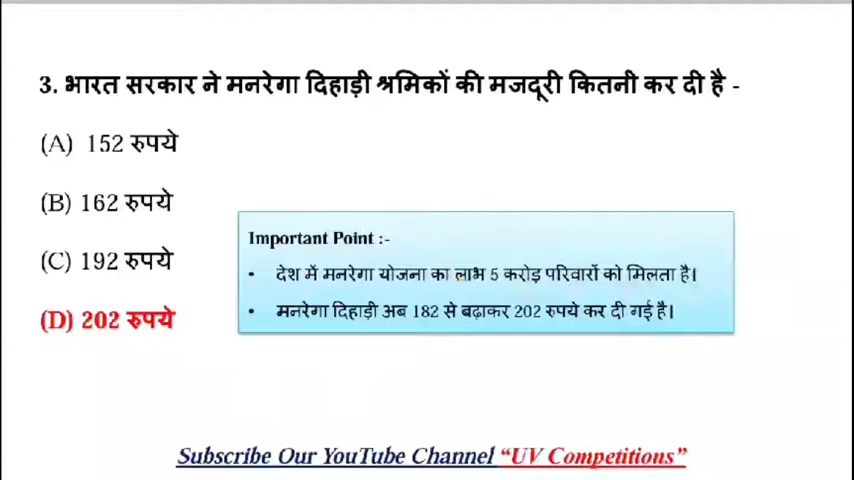 3. भारत सरकार ने मनरेगा दिहाड़ी श्रमिकों की मजदूरी कितनी कर दी है -
(A) 152 रुपये
(B) 162 रुपये
(C) 192 रुपये
(D) 202 रुपये
Important Point :-
• देश में मनरेगा योजना का लाभ 5 करोड़ परिवारों को मिलता है।
• मनरेगा दिहाड़ी अब 182 से बढ़ाकर 202 रुपये कर दी गई है।
Subscribe Our YouTube Channel “UV Competitions”